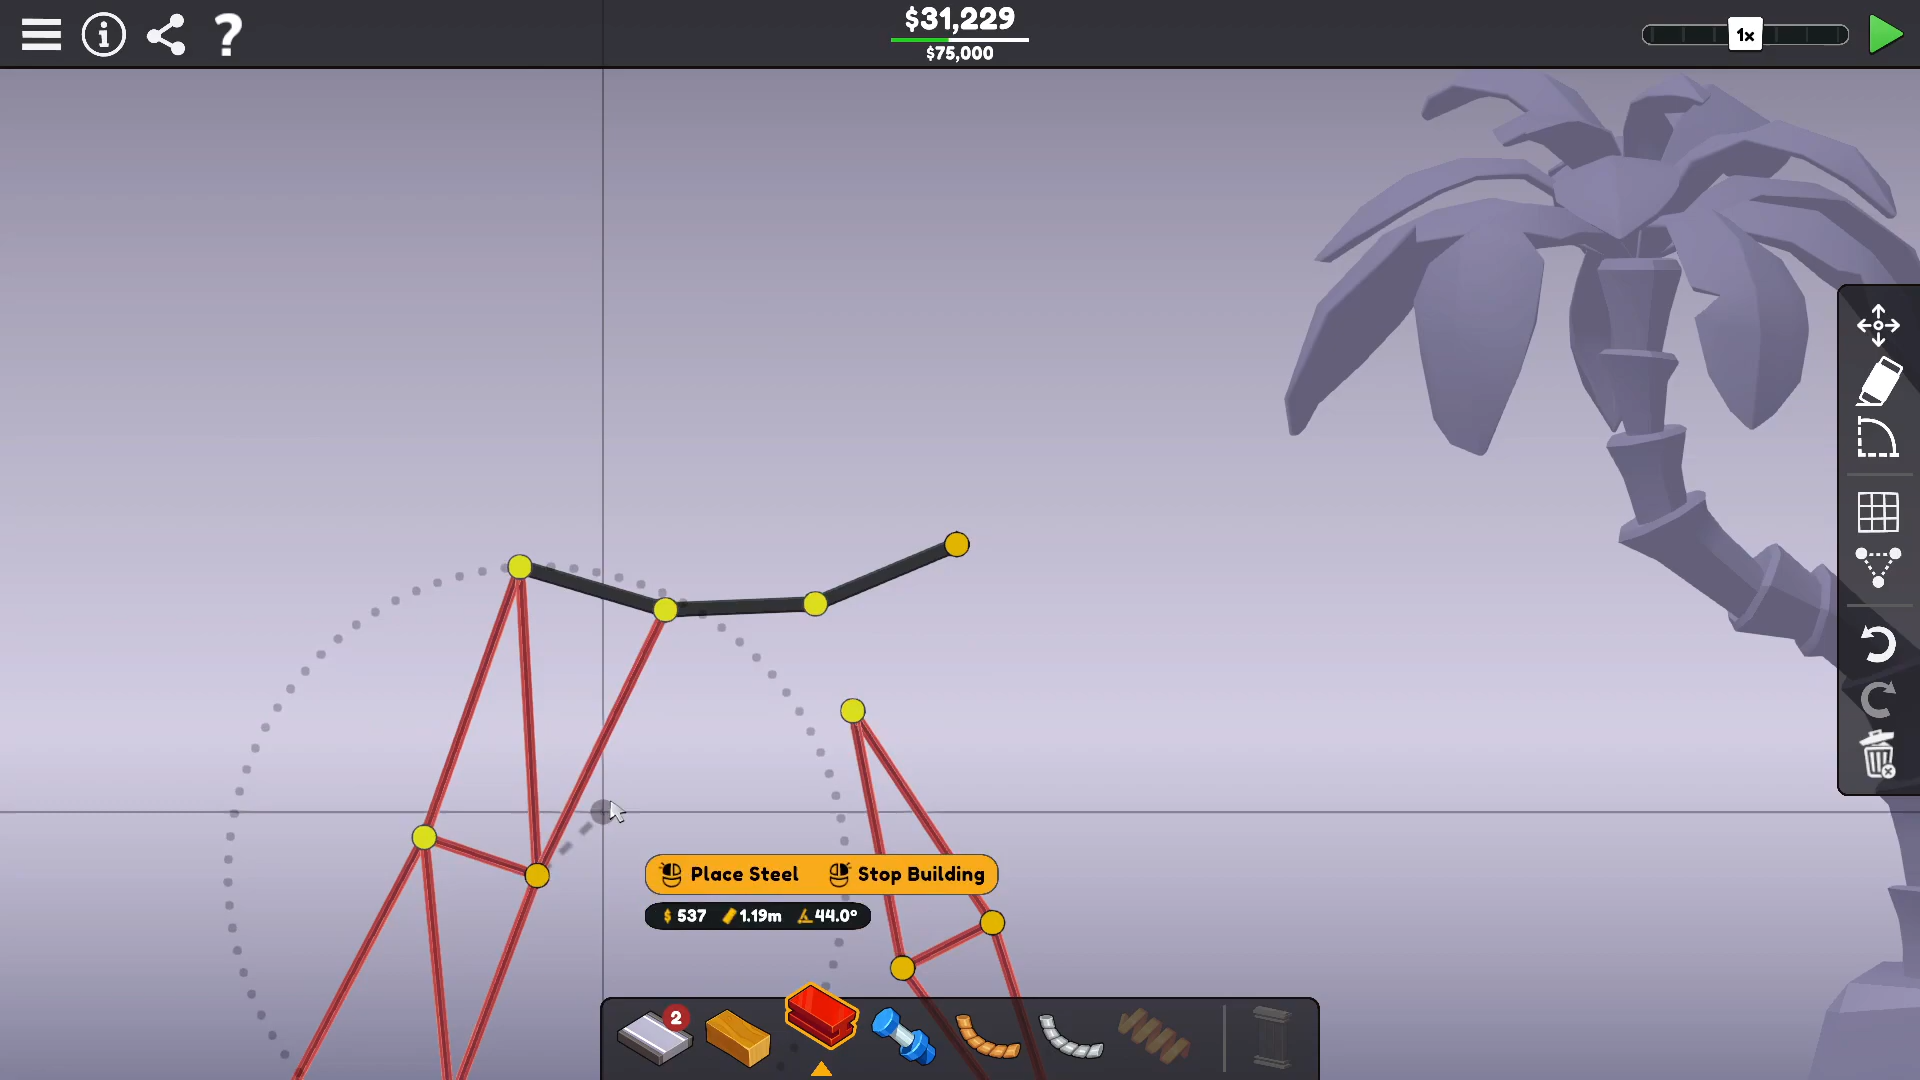 $31,229
$75,000
1x
Place Steel Stop Building
$ 537 1.19m 44.0°
2